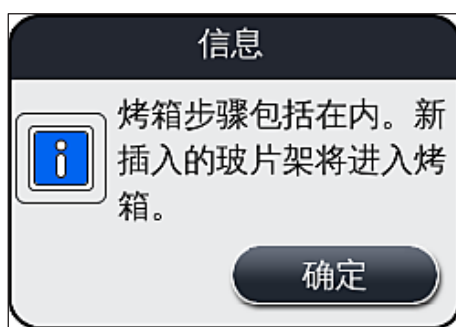 信息
烤箱步骤包括在内。新
插入的玻片架将进入烤
箱。
确定